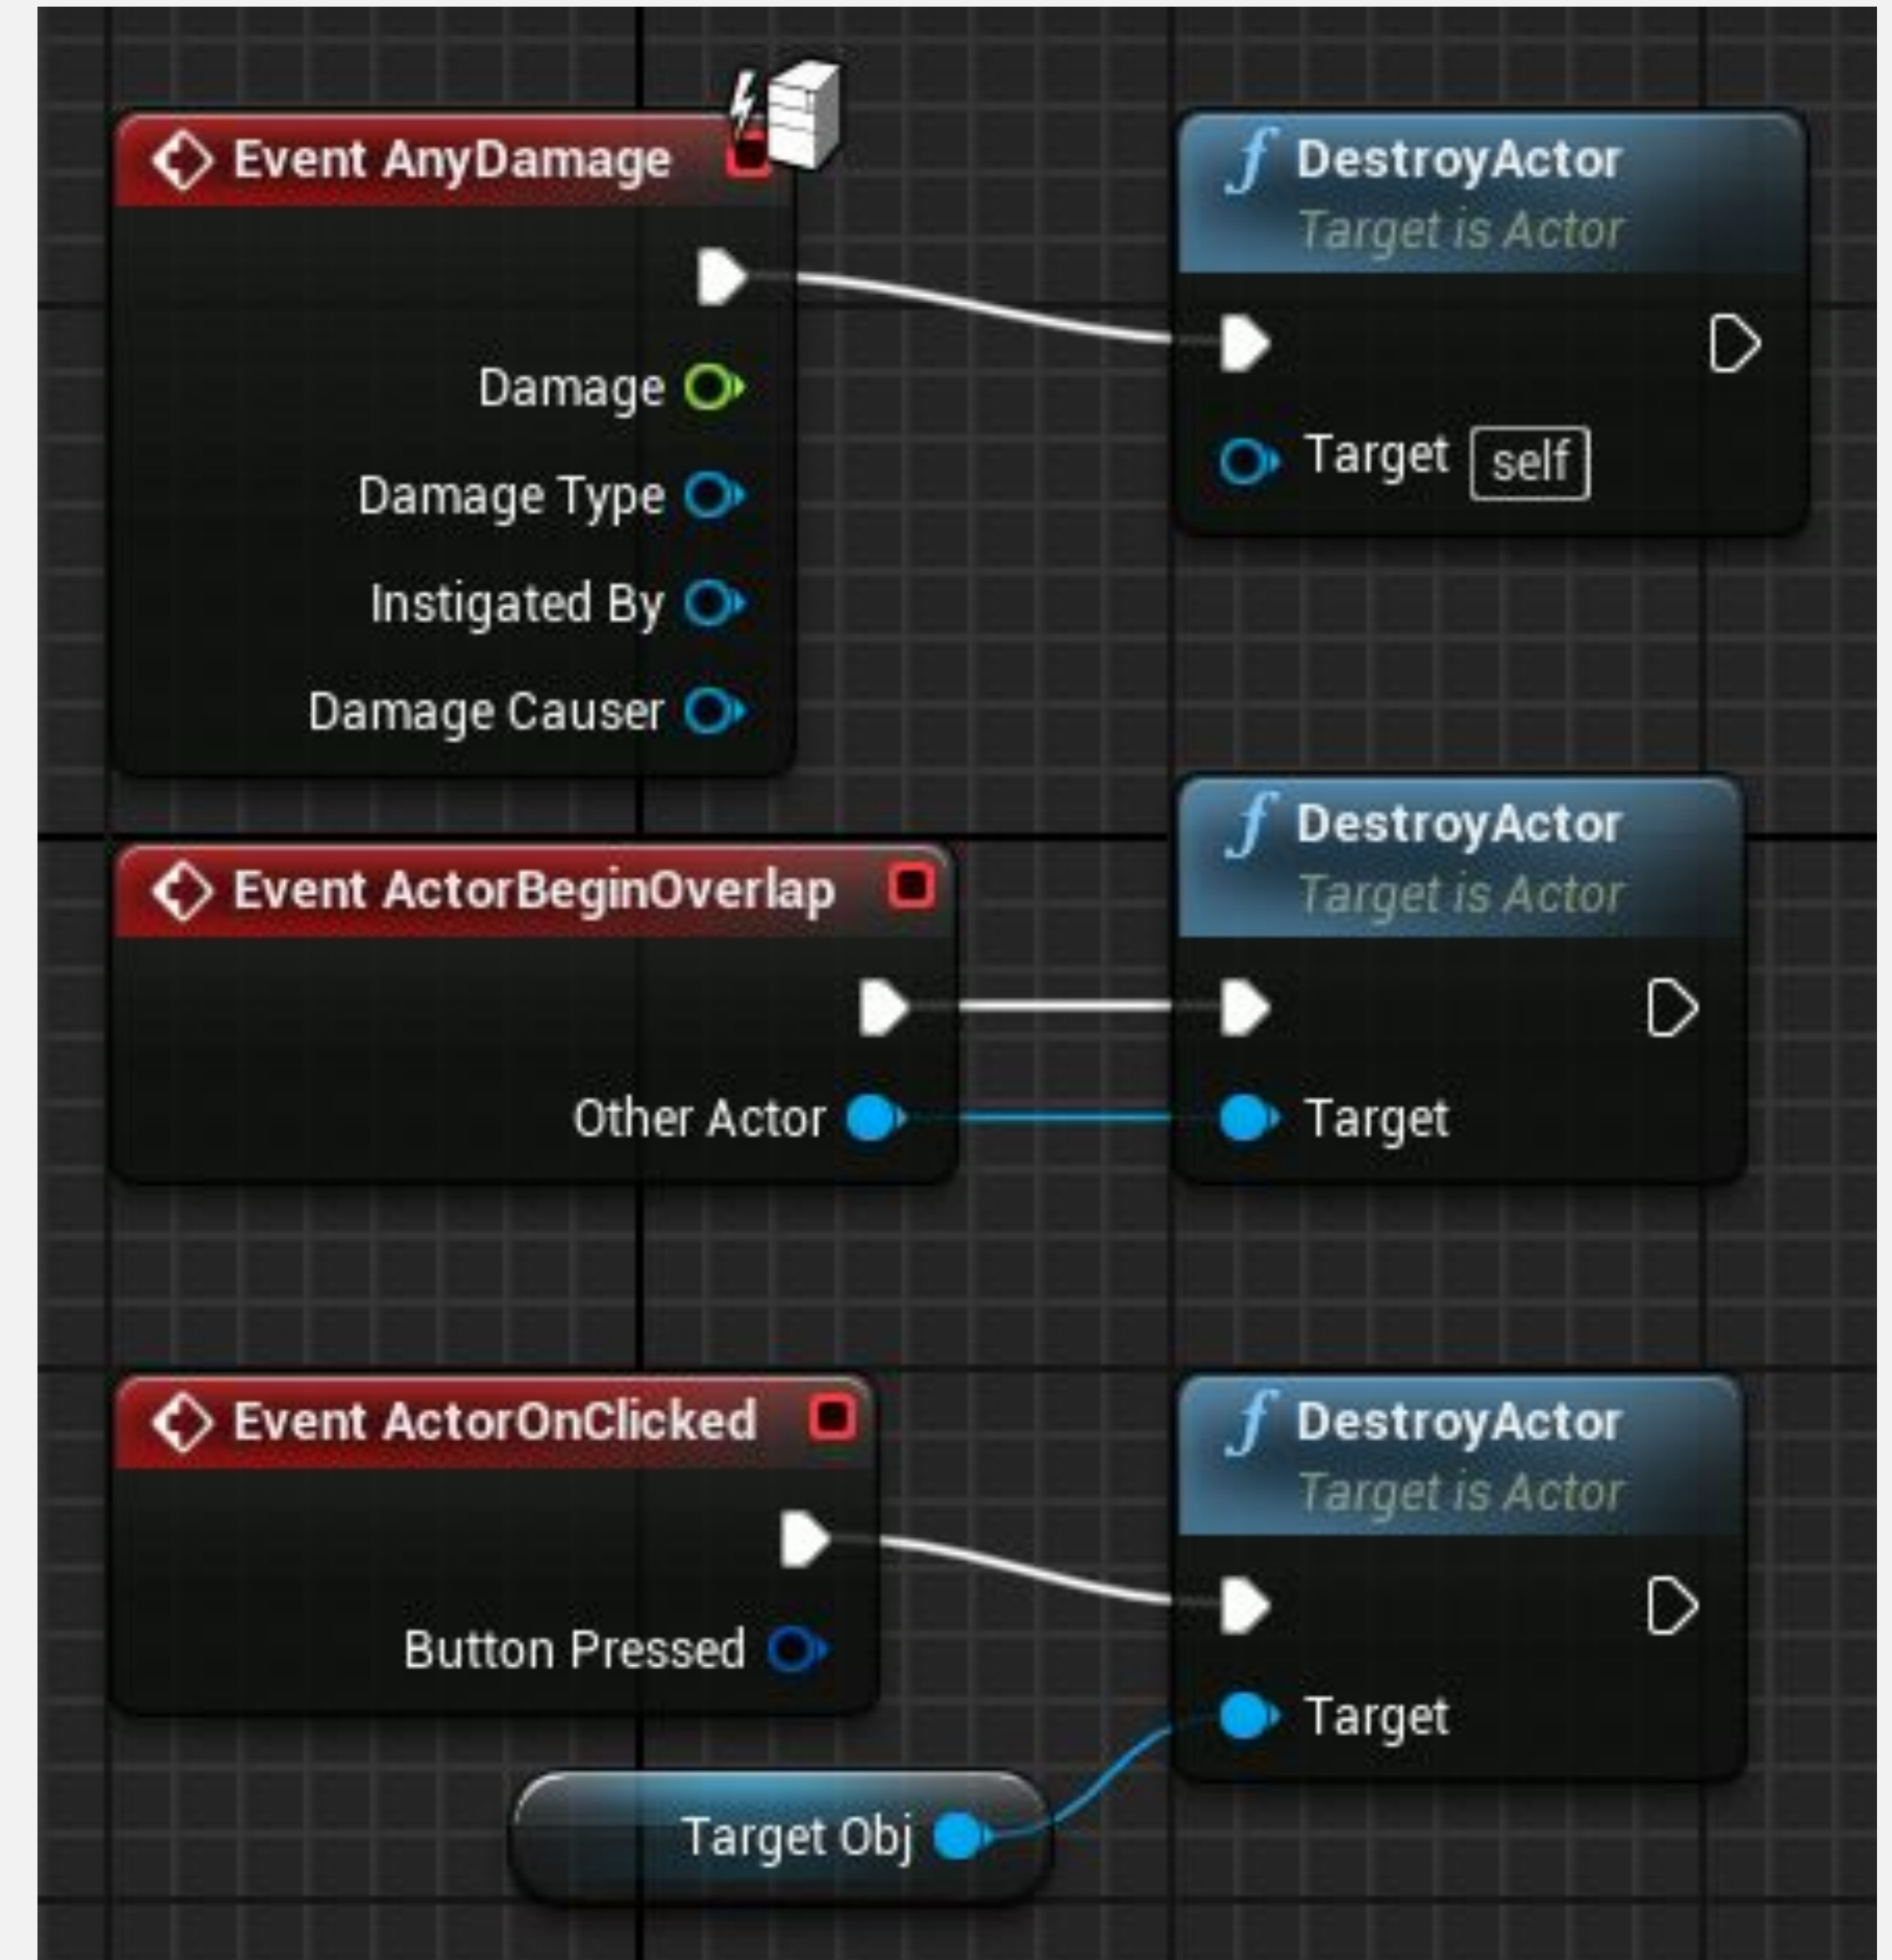 Event AnyDamage
Damage
Damage Type
Instigated By
Damage Causer
f DestroyActor
Target is Actor
Target self
Event ActorBeginOverlap
Other Actor
f DestroyActor
Target is Actor
Target
Event ActorOnClicked
Button Pressed
Target Obj
f DestroyActor
Target is Actor
Target